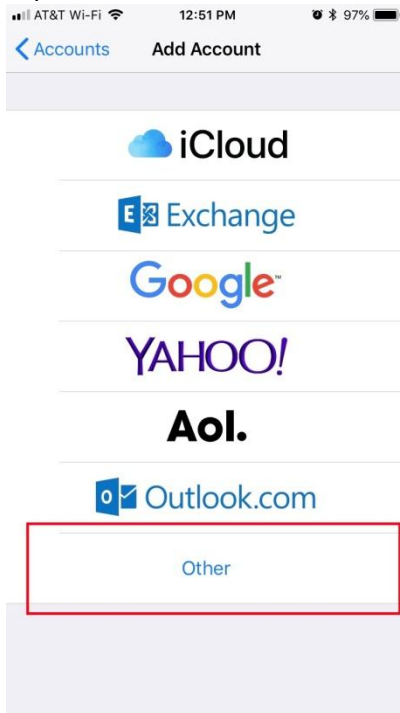 AT&T Wi-Fi 12:51 PM 97%
Accounts Add Account
iCloud
E Exchange
Google
YAHOO!
Aol.
o Outlook.com
Other